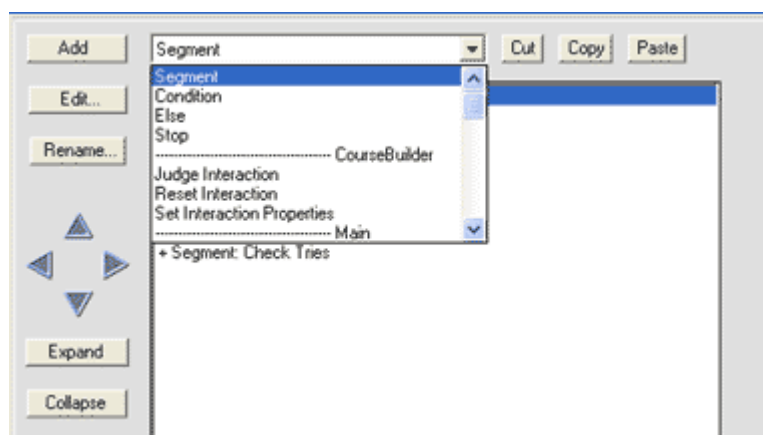 Add
Segment
Cut
Copy
Paste
Segment
Condition
Else
Stop
---------------------------------------- CourseBuilder
Judge Interaction
Reset Interaction
Set Interaction Properties
---------------------------------------- Main
+ Segment: Check Tries
Edit...
Rename...
Expand
Collapse